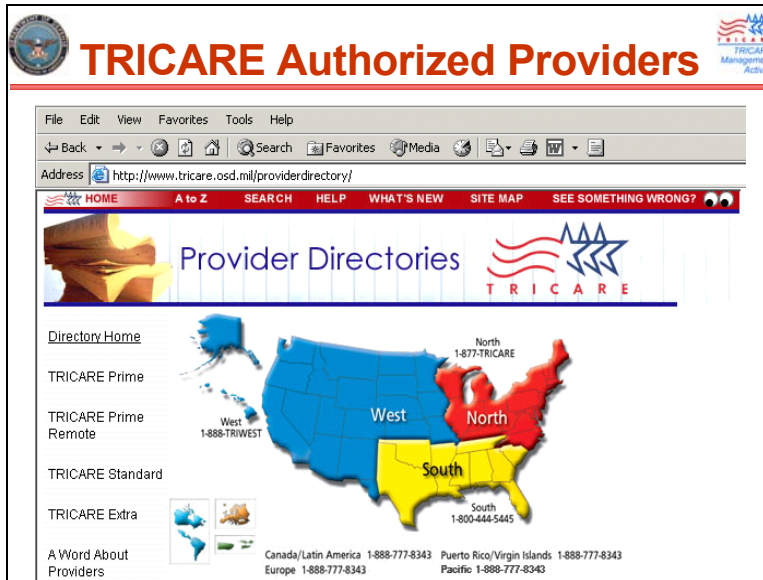 TRICARE Authorized Providers
TRICARE
Management
File Edit View Favorites Tools Help
Back Search Favorites Media
Address http://www.tricare.osd.mil/providerdirectory/
HOME A to Z SEARCH HELP WHAT'S NEW SITE MAP SEE SOMETHING WRONG?
Provider Directories
TRICARE
Directory Home
TRICARE Prime
TRICARE Prime
Remote
TRICARE Standard
TRICARE Extra
A Word About
Providers
North
1-877-TRICARE
West
1-888-TRIWEST
West
North
South
South
1-800-444-5445
Canada/Latin America 1-888-777-8343 Puerto Rico/Virgin Islands 1-888-777-8343
Europe 1-888-777-8343 Pacific 1-888-777-8343